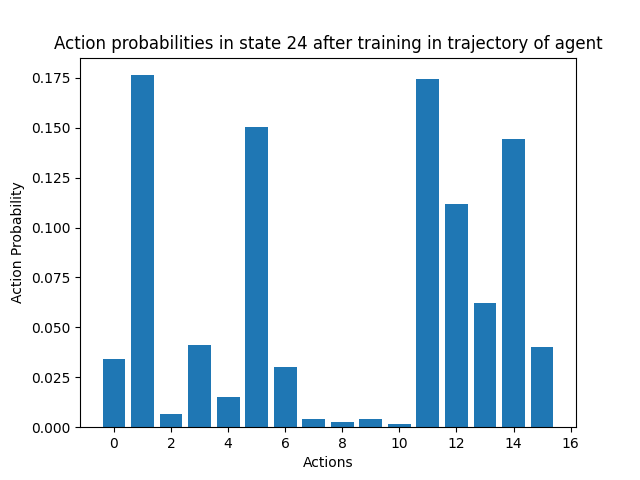 Action probabilities in state 24 after training in trajectory of agent
0.175
0.150
0.125
0.100
0.075
0.050
0.025
0.000
Action Probability
0 2 4 6 8 10 12 14 16
Actions